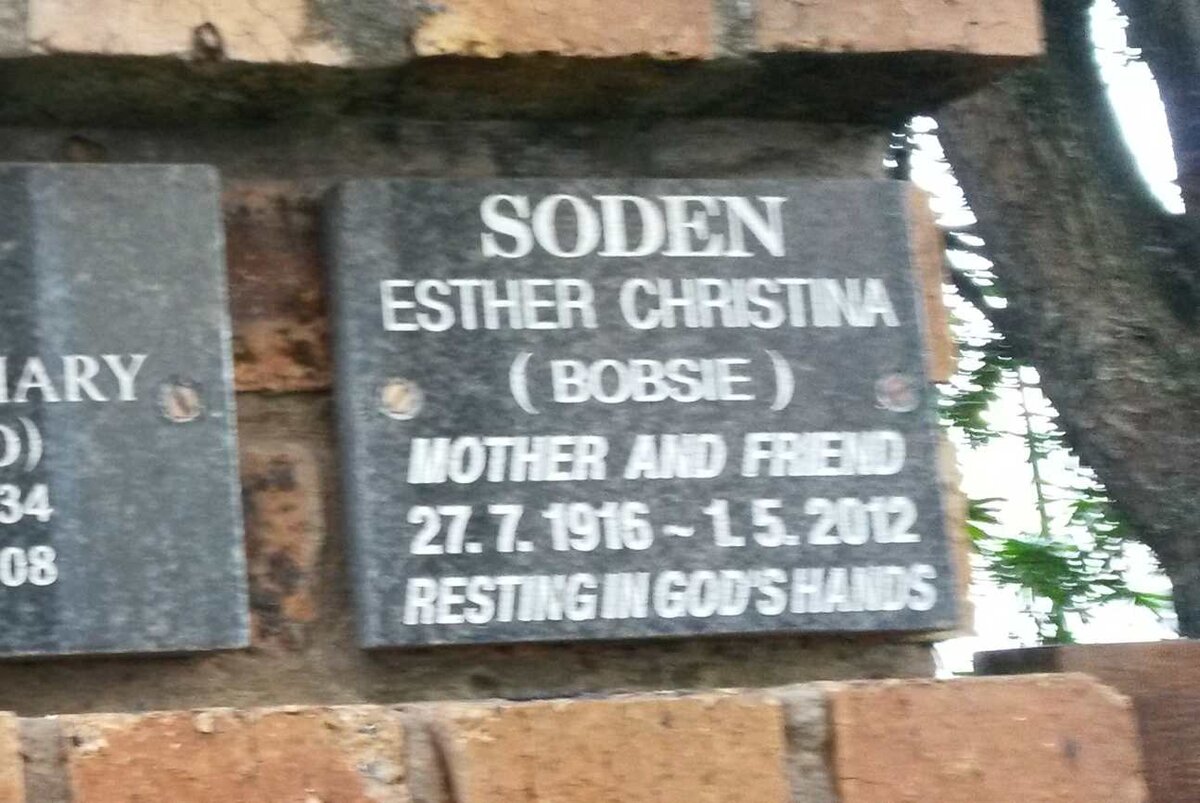 HARY
D)
34
08
SODEN
ESTHER CHRISTINA
( BOBSIE )
MOTHER AND FRIEND
27. 7. 1916 ~ 1. 5. 2012
RESTING IN GOD'S HANDS